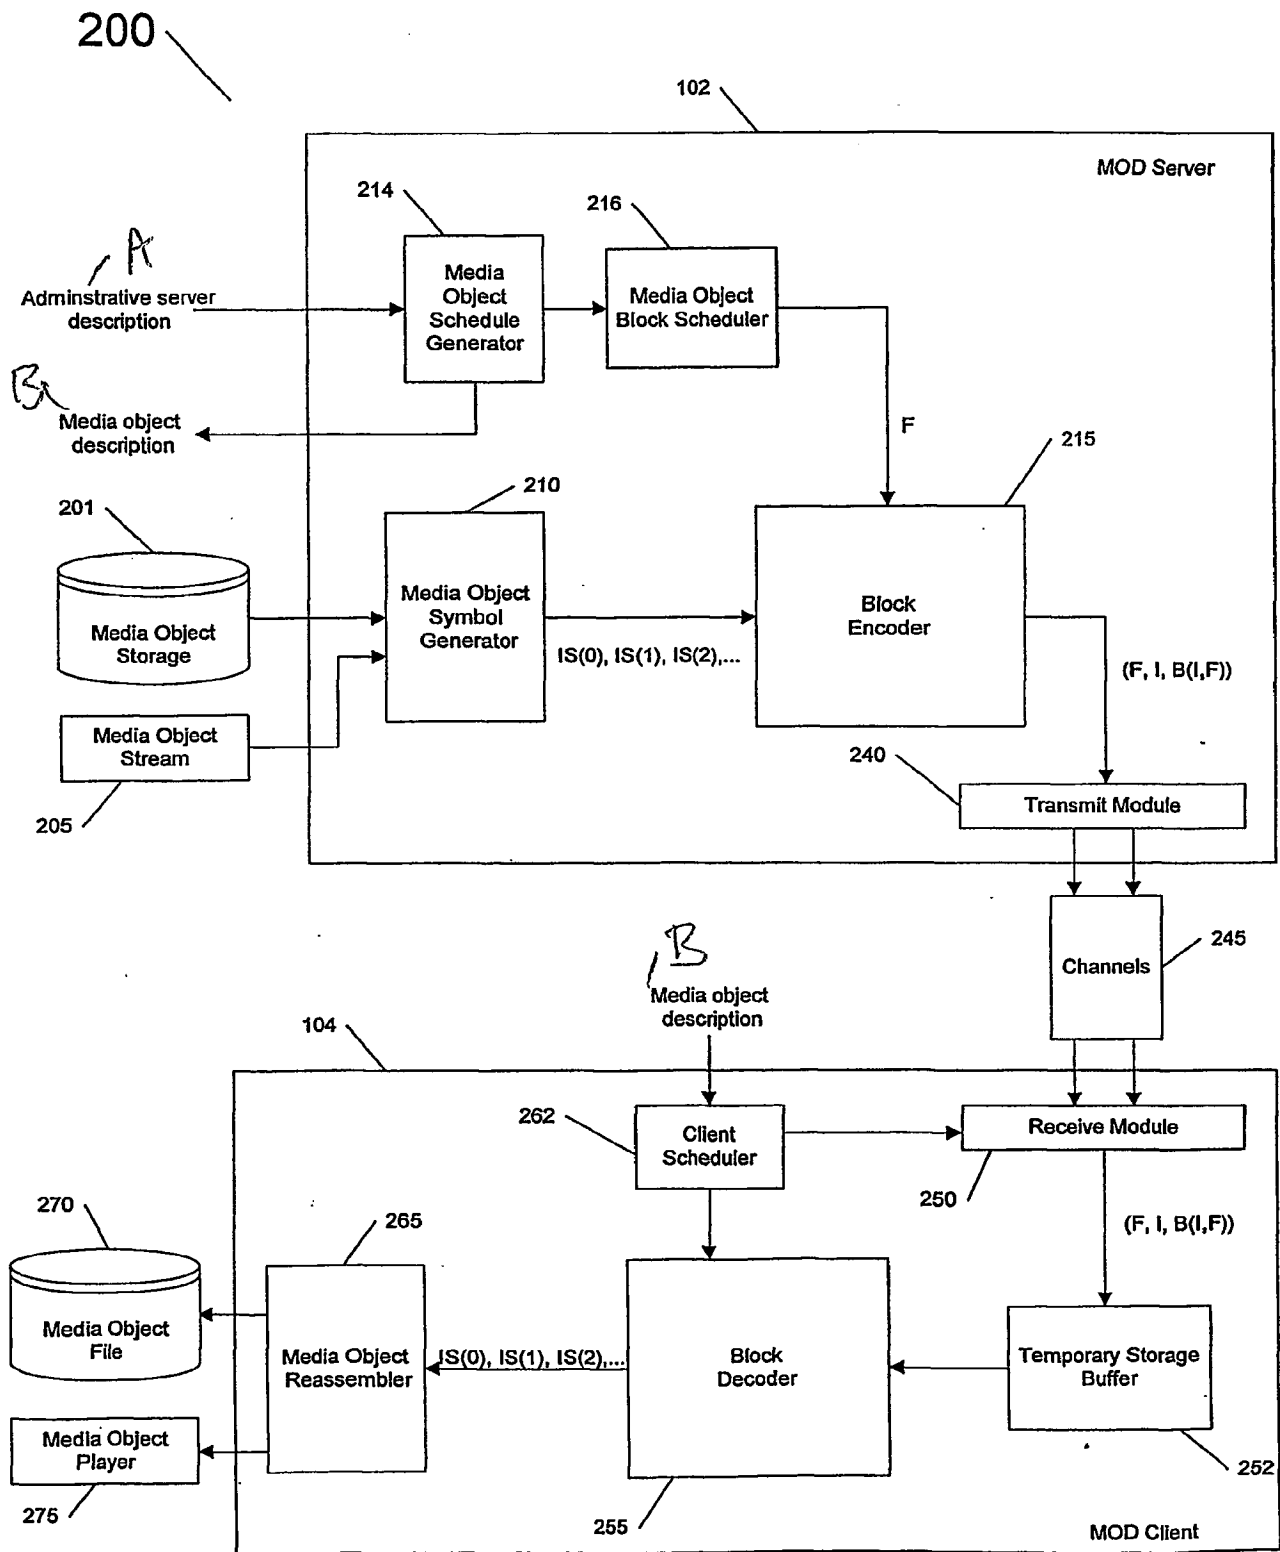 200
102
MOD Server
214
216
A
Adminstrative server
description
Media
Object
Schedule
Generator
Media Object
Block Scheduler
B
Media object
description
F
215
210
201
Media Object
Storage
Media Object
Symbol
Generator
IS(0), IS(1), IS(2),...
Block
Encoder
(F, I, B(I,F))
Media Object
Stream
205
240
Transmit Module
245
Channels
B
Media object
description
104
262
Client
Scheduler
Receive Module
250
270
265
(F, I, B(I,F))
Media Object
File
Media Object
Reassembler
IS(0), IS(1), IS(2),...
Block
Decoder
Temporary Storage
Buffer
Media Object
Player
275
255
252
MOD Client